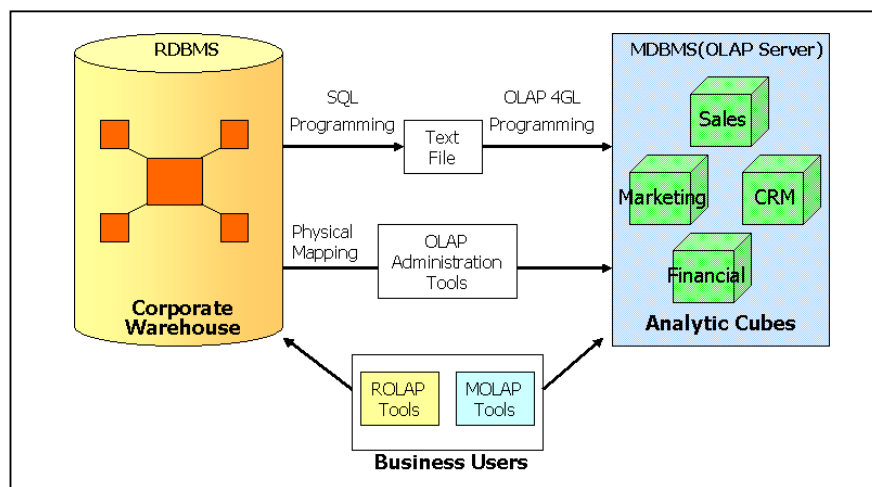 RDBMS
Corporate
Warehouse
SQL
Programming
Text
File
OLAP 4GL
Programming
Physical
Mapping
OLAP
Administration
Tools
MDBMS(OLAP Server)
Sales
Marketing
CRM
Financial
Analytic Cubes
ROLAP
Tools
MOLAP
Tools
Business Users